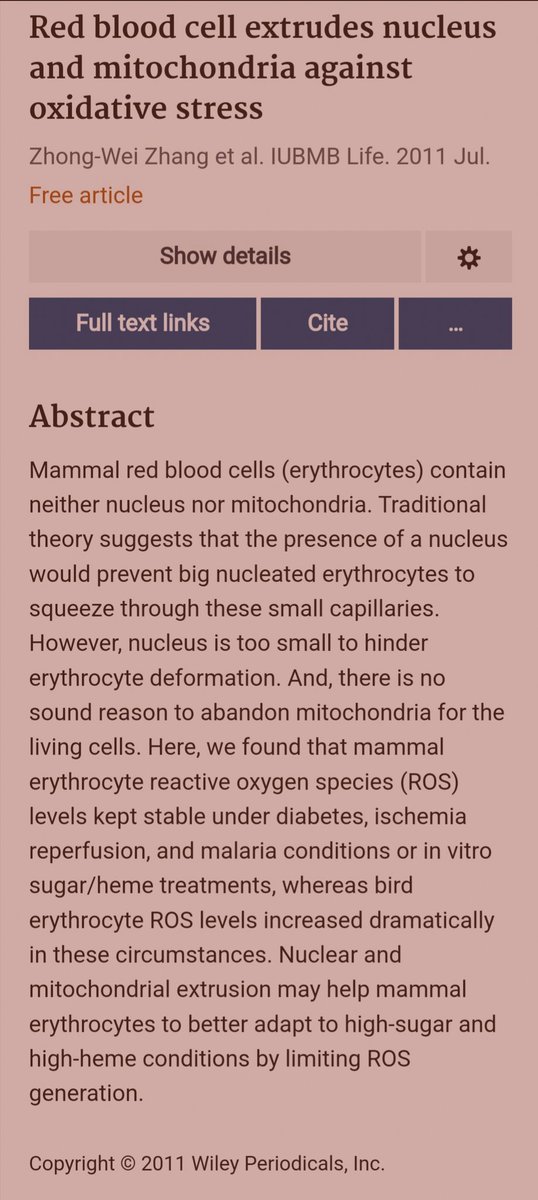 Red blood cell extrudes nucleus
and mitochondria against
oxidative stress
Zhong-Wei Zhang et al. IUBMB Life. 2011 Jul.
Free article
Show details
Full text links
Cite
...
Abstract
Mammal red blood cells (erythrocytes) contain
neither nucleus nor mitochondria. Traditional
theory suggests that the presence of a nucleus
would prevent big nucleated erythrocytes to
squeeze through these small capillaries.
However, nucleus is too small to hinder
erythrocyte deformation. And, there is no
sound reason to abandon mitochondria for the
living cells. Here, we found that mammal
erythrocyte reactive oxygen species (ROS)
levels kept stable under diabetes, ischemia
reperfusion, and malaria conditions or in vitro
sugar/heme treatments, whereas bird
erythrocyte ROS levels increased dramatically
in these circumstances. Nuclear and
mitochondrial extrusion may help mammal
erythrocytes to better adapt to high-sugar and
high-heme conditions by limiting ROS
generation.
Copyright © 2011 Wiley Periodicals, Inc.